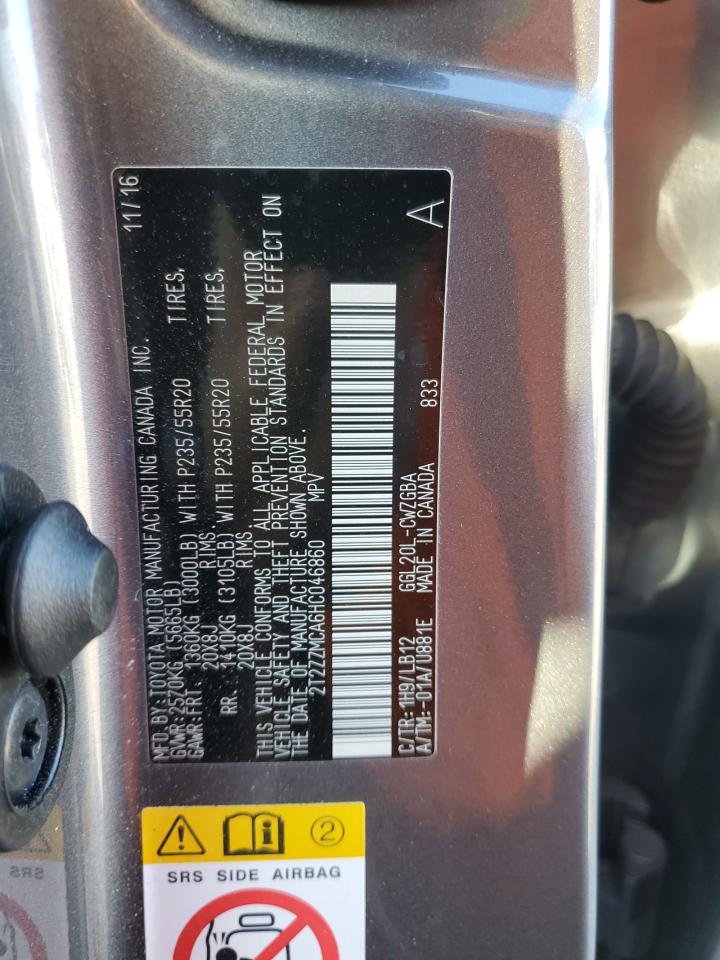 MFD. BY: TOYOTA MOTOR MANUFACTURING CANADA INC. 11/16
GVWR: 2570KG (5865LB)
GAWR: FRT 1360KG (3000LB) WITH P235/55R20 TIRES,
20X8J RIMS
RR. 1410KG (3105LB) WITH P235/55R20 TIRES,
20X8J RIMS
THIS VEHICLE CONFORMS TO ALL APPLICABLE FEDERAL MOTOR
VEHICLE SAFETY AND THEFT PREVENTION STANDARDS IN EFFECT ON
THE DATE OF MANUFACTURE SHOWN ABOVE.
2T2ZZMCA6HC046860 MPV
C/TR: 1H9/LB12 GGL20L-CWZGBA
A/TM: -01A/U881E MADE IN CANADA 833 A
2
SRS SIDE AIRBAG
SRS